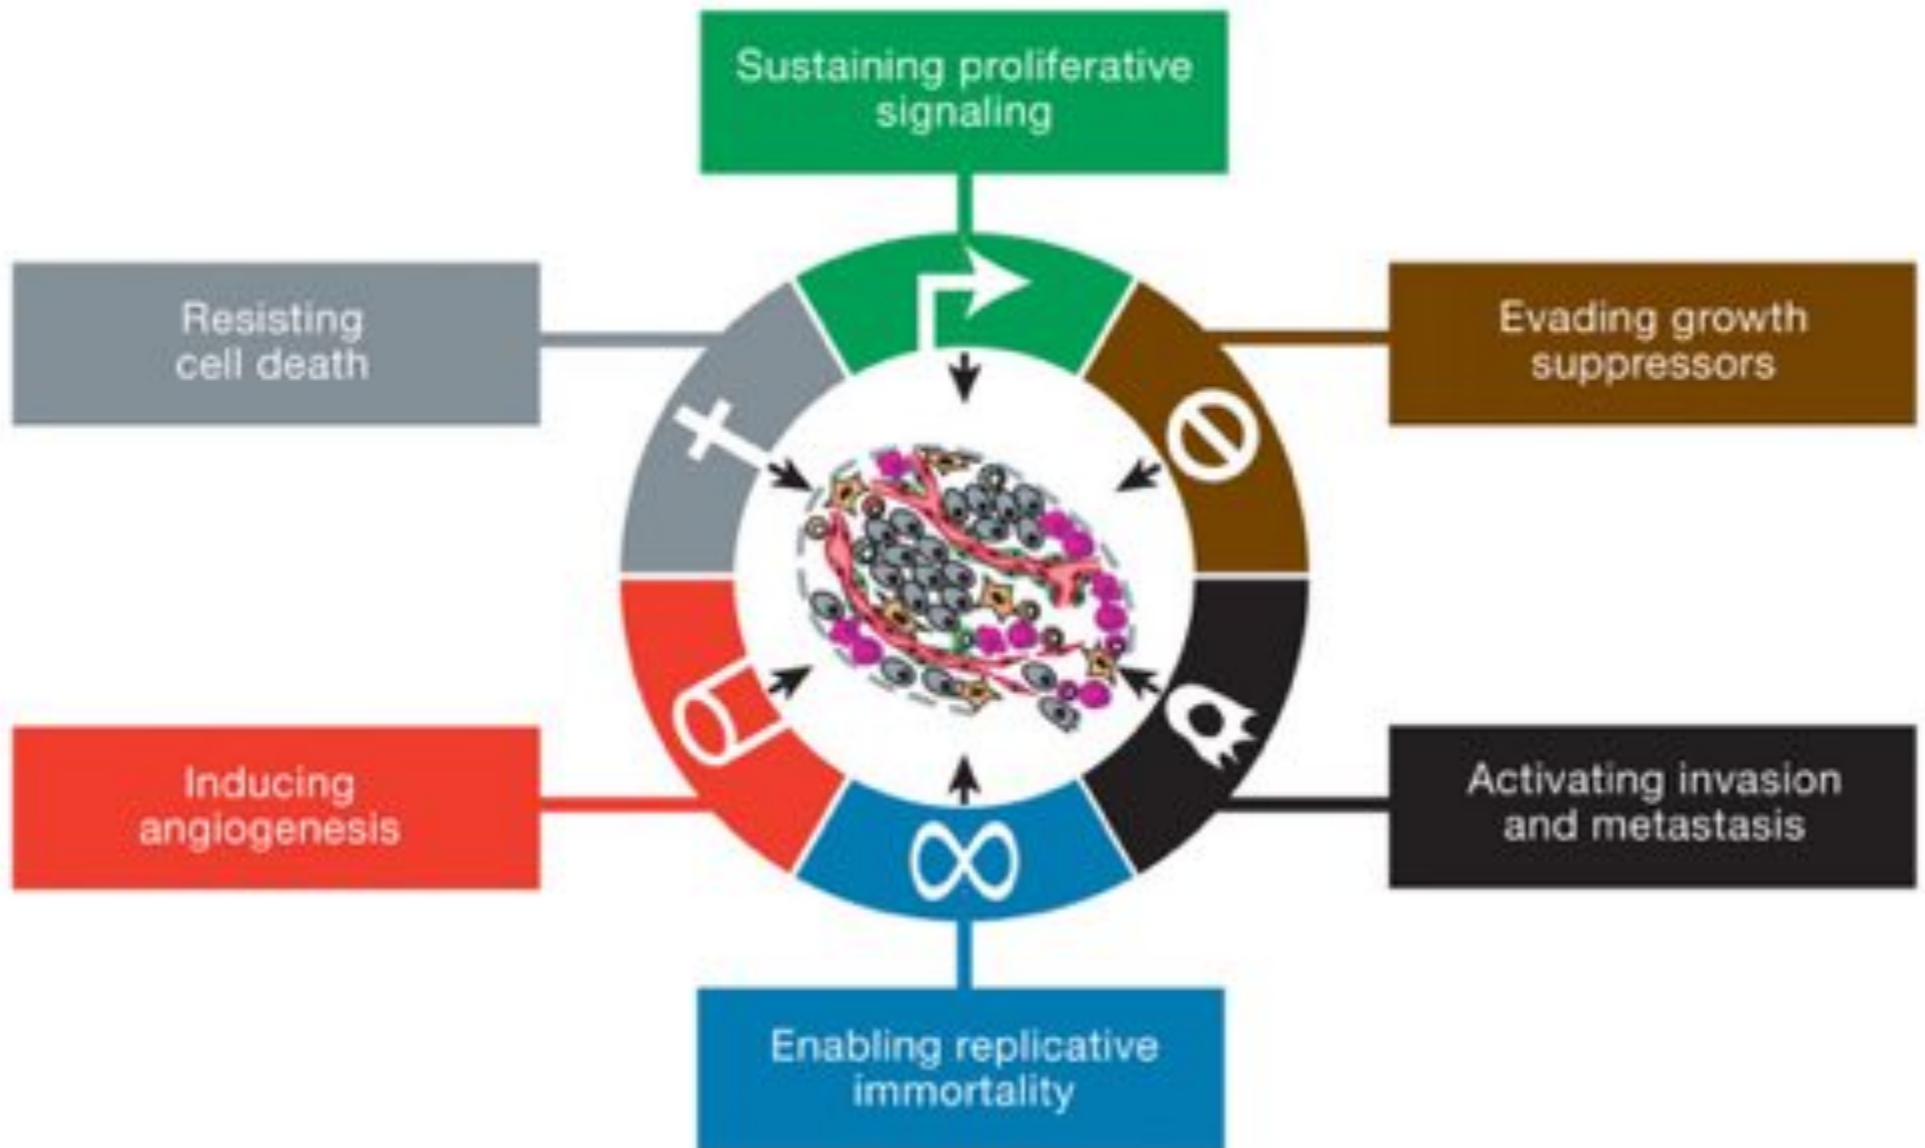 Sustaining proliferative
signaling
Resisting
cell death
Evading growth
suppressors
Inducing
angiogenesis
Activating invasion
and metastasis
Enabling replicative
immortality